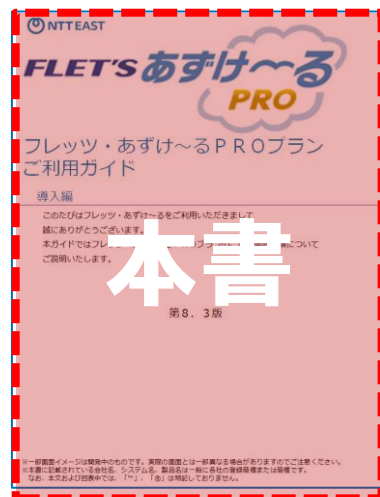 NTT EAST
FLET'S あずけ～る
PRO
フレッツ・あずけ～るＰＲＯプラン
ご利用ガイド
導入編
このたびはフレッツ・あずけ～るをご利用いただきまして
誠にありがとうございます。
本ガイドではフレッ
について
ご説明いたします。
本書
第８．３版
※一部画面イメージは開発中のものです。実際の画面とは一部異なる場合がありますのでご注意ください。
※本書に記載されている会社名、システム名、製品名は一般に各社の登録商標または商標です。
なお、本文および図表中では、「™」、「®」は明記しておりません。